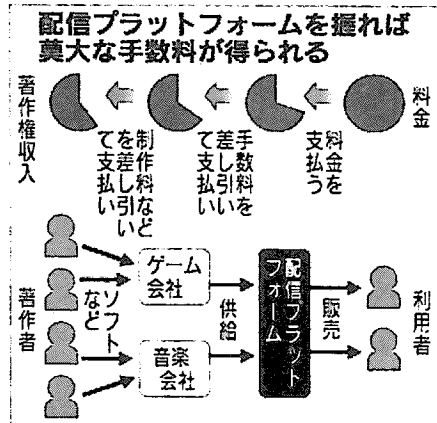 配信プラットフォームを握れば
莫大な手数料が得られる
料金
料金を
支払う
手数料を
差し引い
て支払い
制作料など
を差し引い
て支払い
著作権収入
著作者
ソフト
など
ゲーム
会社
音楽
会社
供給
配信プラット
フォーム
販売
利用者